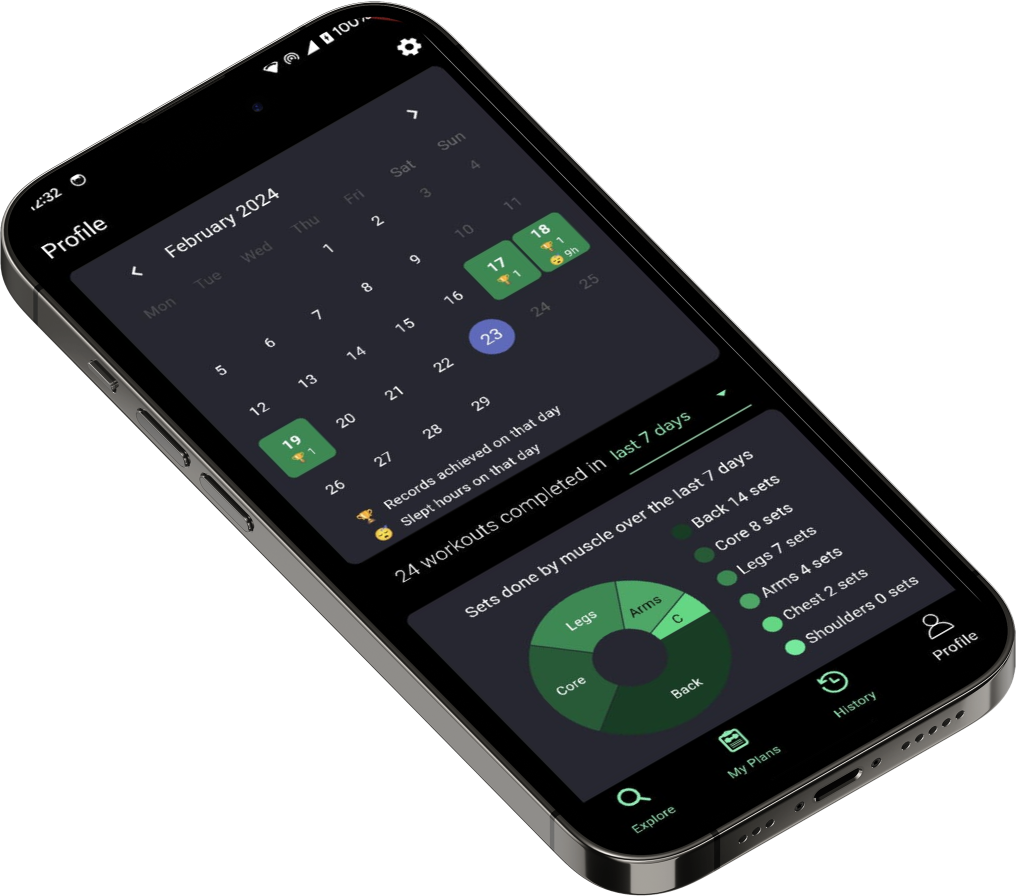 :32 100%
Profile
February 2024
Mon Tue Wed Thu Fri Sat Sun
1 2 3 4
5 6 7 8 9 10 11
12 13 14 15 16 17 18
1 1
9h
19 20 21 22 23 24 25
1
26 27 28 29
Records achieved on that day
Slept hours on that day
24 workouts completed in last 7 days
Sets done by muscle over the last 7 days
Legs
Arms
C
Core
Back
Back 14 sets
Core 8 sets
Legs 7 sets
Arms 4 sets
Chest 2 sets
Shoulders 0 sets
Explore
My Plans
History
Profile